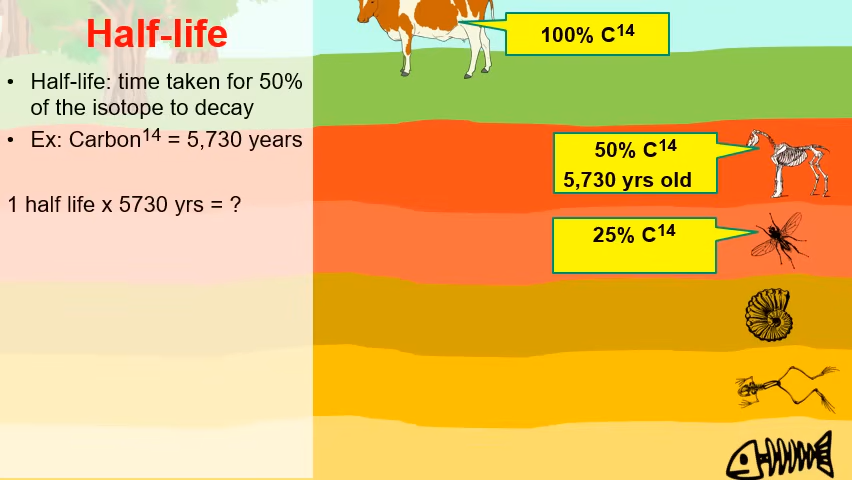 Half-life
• Half-life: time taken for 50%
of the isotope to decay
• Ex: Carbon¹⁴ = 5,730 years
1 half life x 5730 yrs = ?
100% C¹⁴
50% C¹⁴
5,730 yrs old
25% C¹⁴